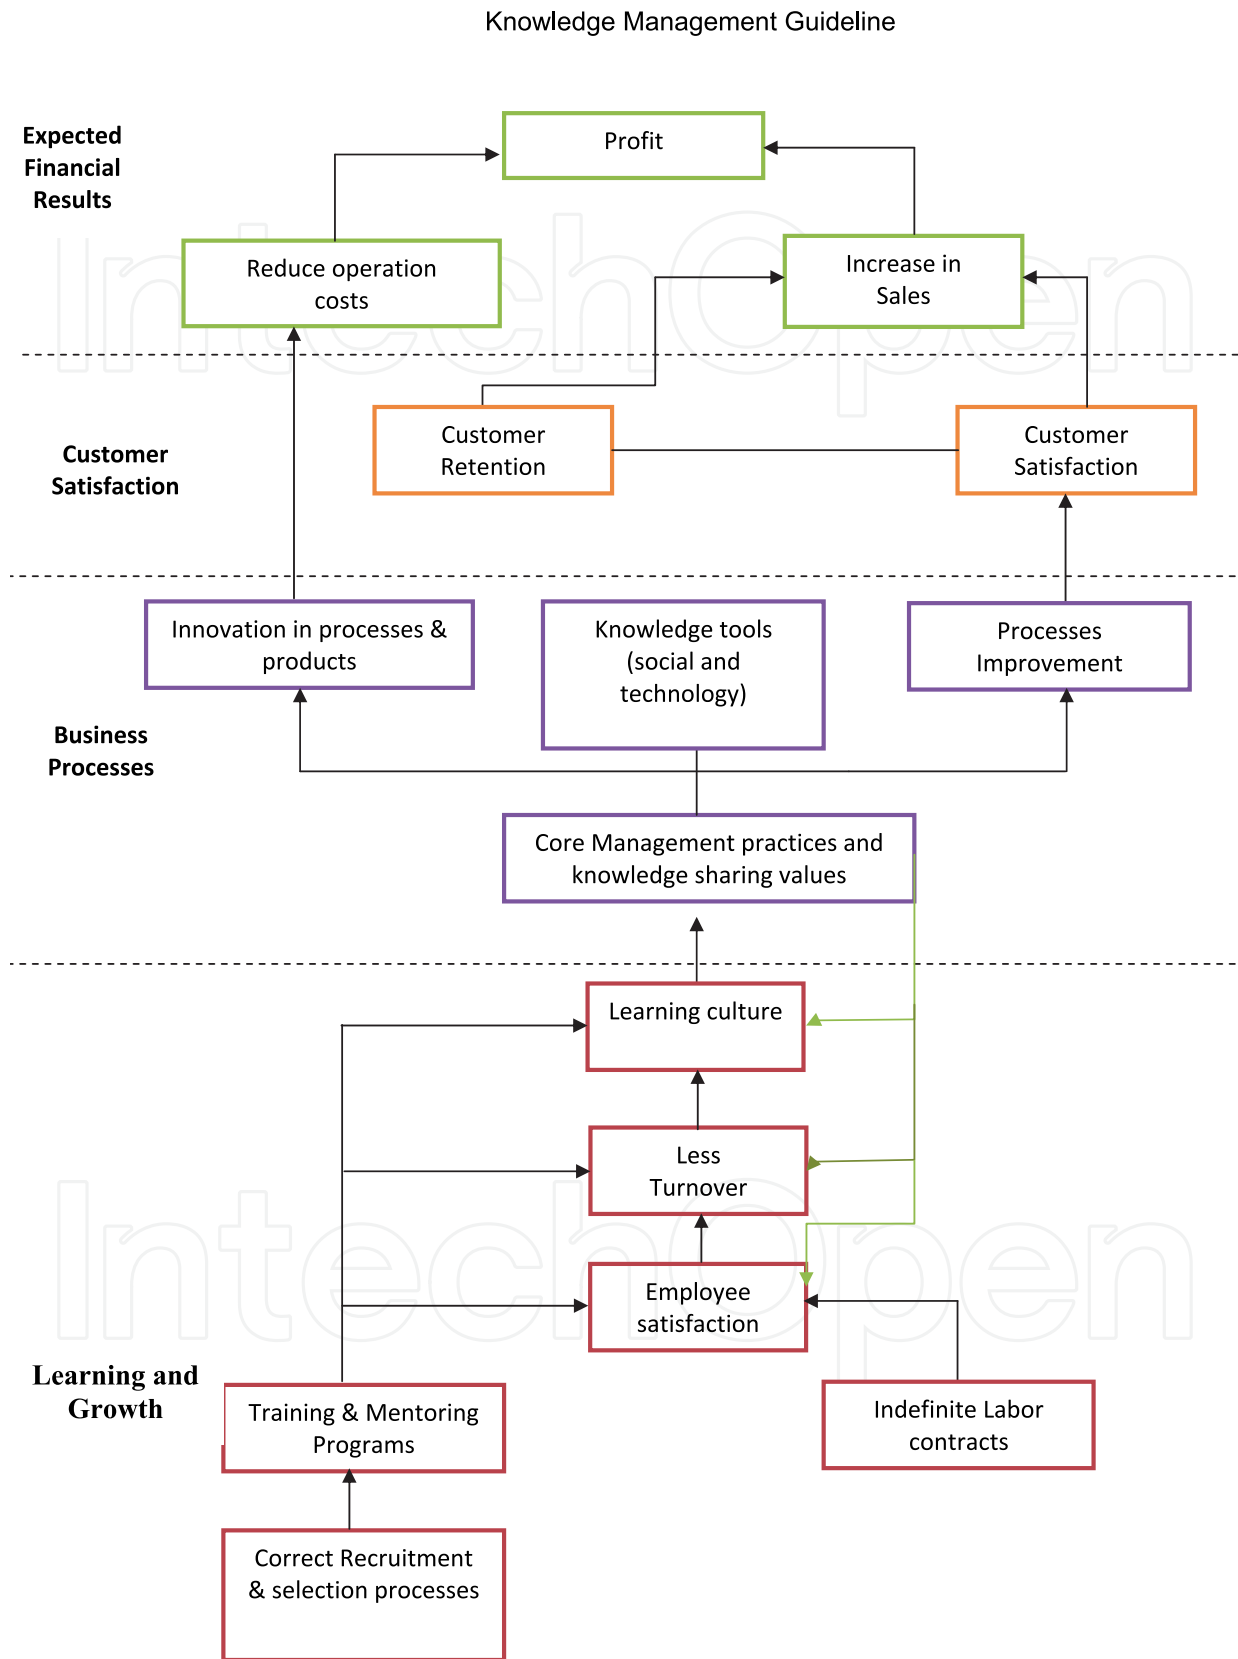 Knowledge Management Guideline
Expected
Financial
Results
Profit
Reduce operation
costs
Increase in
Sales
Customer
Satisfaction
Customer
Retention
Customer
Satisfaction
Innovation in processes &
products
Knowledge tools
(social and
technology)
Processes
Improvement
Business
Processes
Core Management practices and
knowledge sharing values
Learning culture
Less
Turnover
Employee
satisfaction
Learning and
Growth
Training & Mentoring
Programs
Indefinite Labor
contracts
Correct Recruitment
& selection processes
IntechOpen
IntechOpen